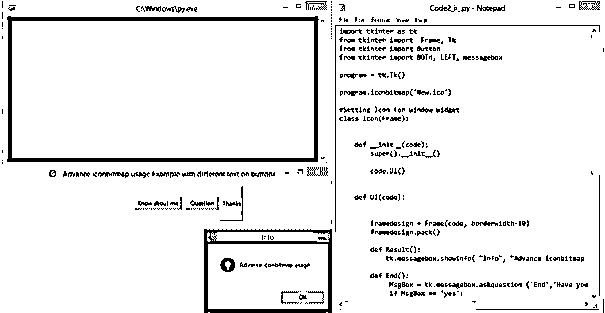 C:\Windows\py.exe
Advance iconbitmap usage Example with different text on buttons
Know about me
Question
Thanks
Info
Advance iconbitmap usage
OK
Notepad
File Edit Format View Help
import tkinter as tk
from tkinter import Frame, Tk
from tkinter import Button
from tkinter import BOTH, LEFT, messagebox
program = tk.Tk()
program.iconbitmap('New.ico')
#Setting Icon for window widget
class Icon(Frame):
def __init__(code):
super().__init__()
code.UI()
def UI(code):
framedesign = Frame(code, borderwidth=10)
framedesign.pack()
def Result():
tk.messagebox.showinfo( "Info", "Advance iconbitmap
def End():
MsgBox = tk.messagebox.askquestion ('End','Have you
if MsgBox == 'yes':